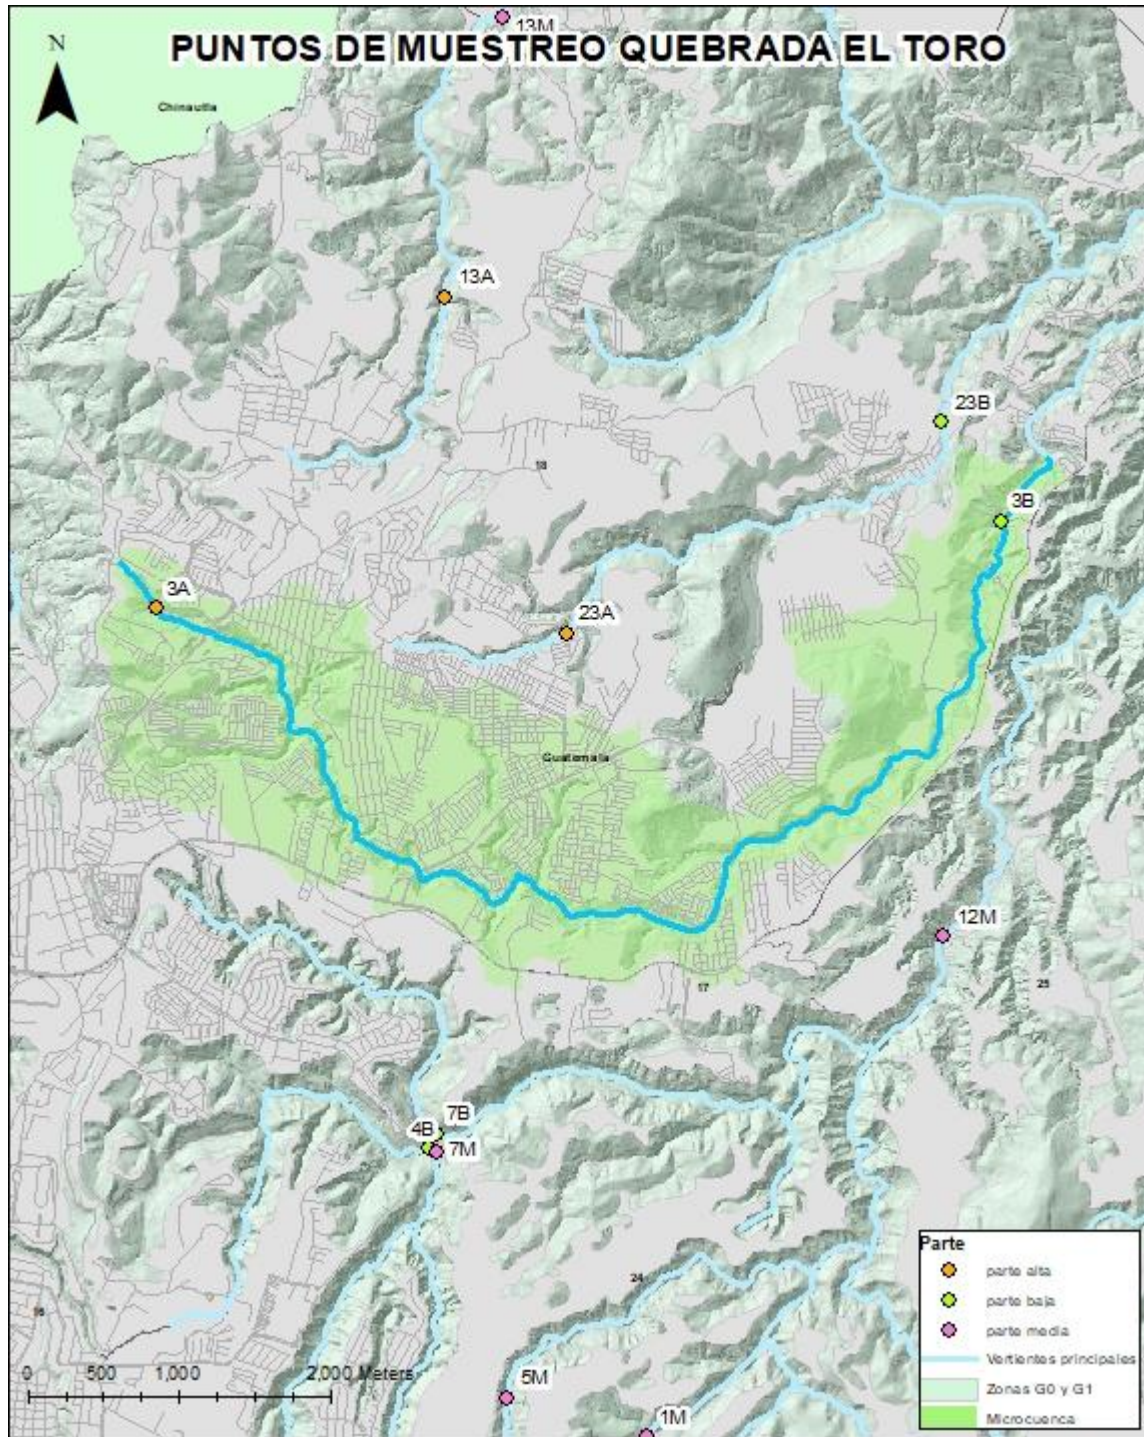 13M
N
PUNTOS DE MUESTREO QUEBRADA EL TORO
Chinautla
13A
23B
18
3B
3A
23A
Guatemala
12M
17
25
7B
4B
7M
24
16
0 500 1,000 2,000 Meters
5M
1M
Parte
parte alta
parte baja
parte media
Vertientes principales
Zonas G0 y G1
Microcuenca